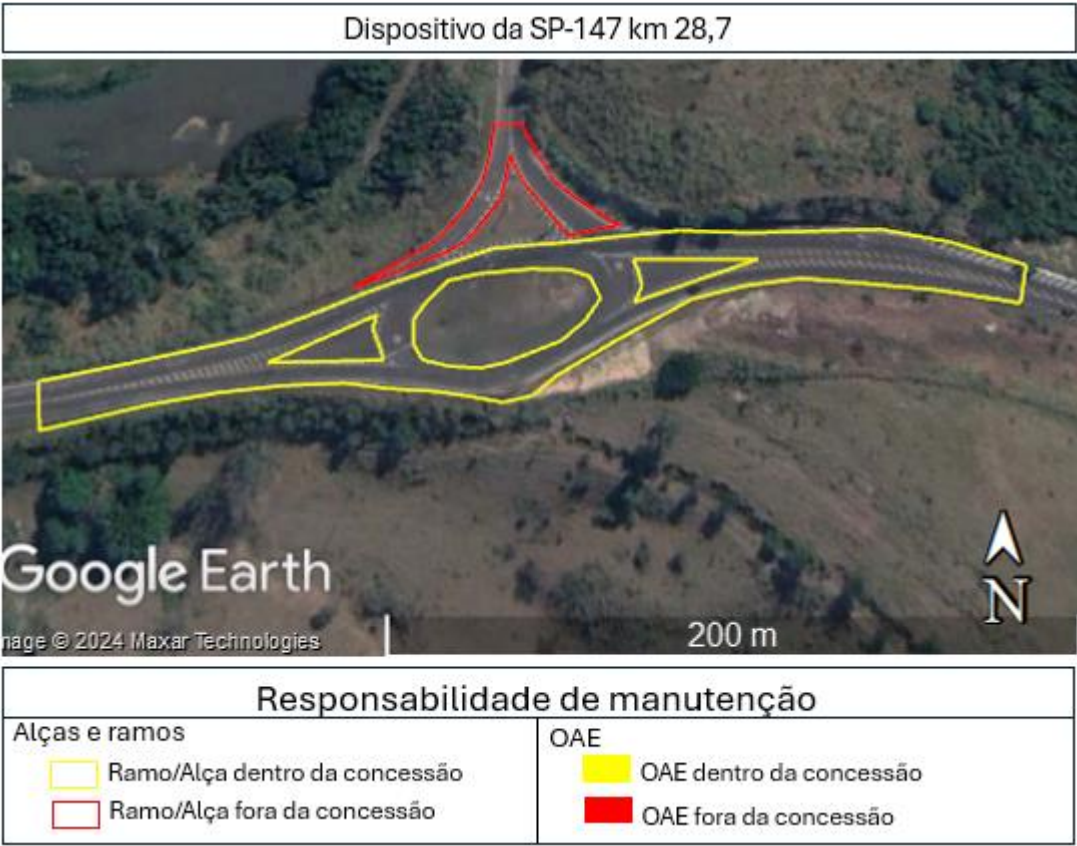 Dispositivo da SP-147 km 28,7
Google Earth
mage © 2024 Maxar Technologies
200 m
N
Responsabilidade de manutenção
Alças e ramos
Ramo/Alça dentro da concessão
Ramo/Alça fora da concessão
OAE
OAE dentro da concessão
OAE fora da concessão